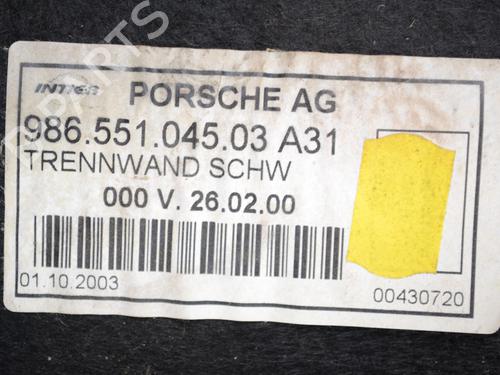 INTIER PORSCHE AG
986.551.045.03 A31
TRENNWAND SCHW
000 V. 26.02.00
01.10.2003 00430720